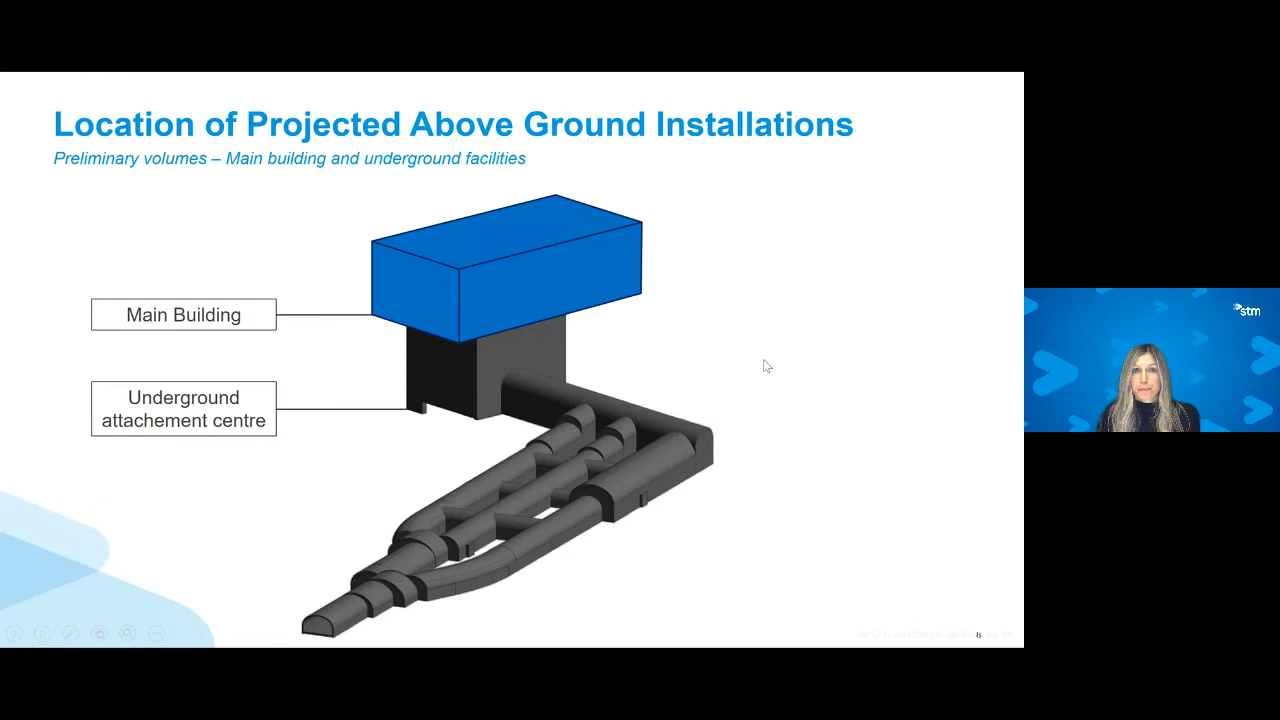 Location of Projected Above Ground Installations
Preliminary volumes – Main building and underground facilities
Main Building
Underground
attachement centre
stm
8